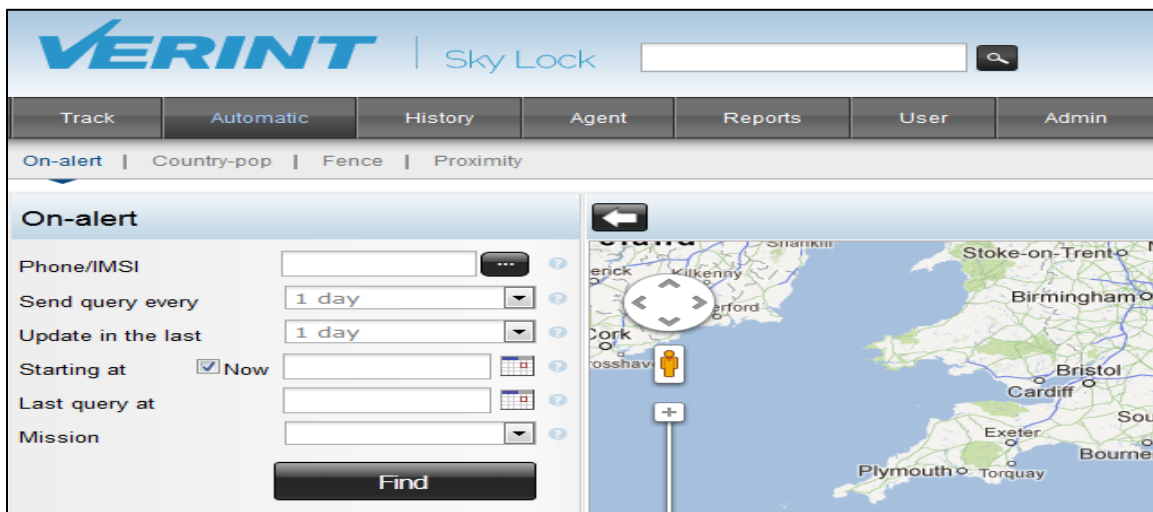 VERINT | Sky Lock
Track Automatic History Agent Reports User Admin
On-alert | Country-pop | Fence | Proximity
On-alert
Phone/IMSI ...
Send query every 1 day
Update in the last 1 day
Starting at Now
Last query at
Mission
Find
Kilkenny
Cork
Stoke-on-Trent
Birmingham
Bristol
Cardiff
Exeter
Plymouth
Torquay